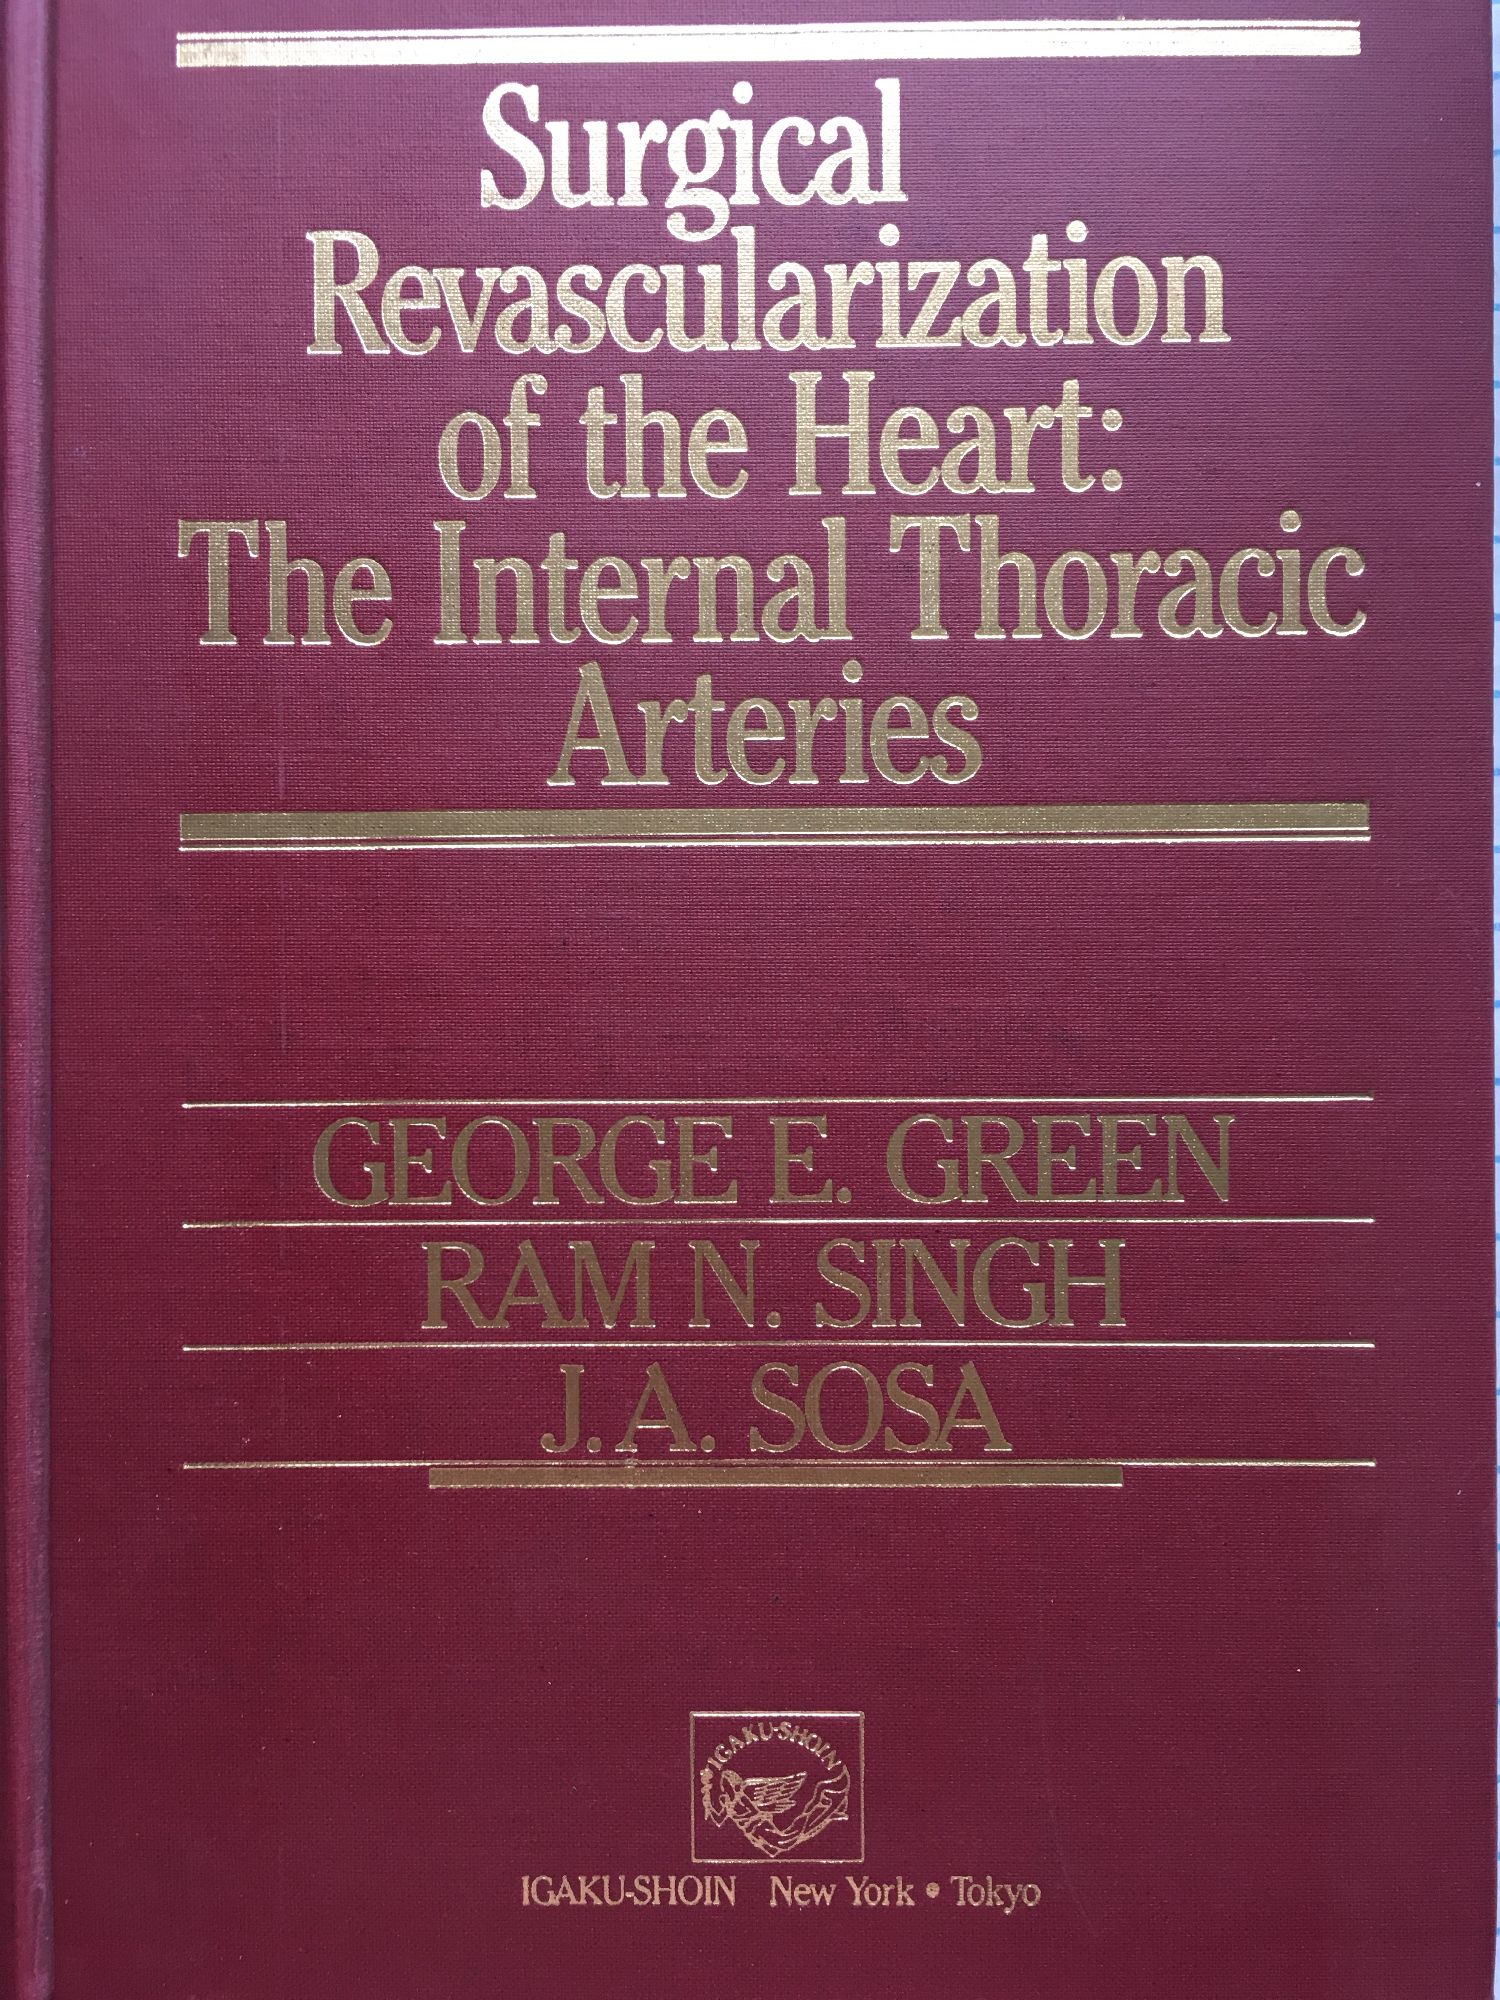 Surgical
Revascularization
of the Heart:
The Internal Thoracic
Arteries
GEORGE E. GREEN
RAM N. SINGH
J. A. SOSA
IGAKU-SHOIN
IGAKU-SHOIN New York • Tokyo